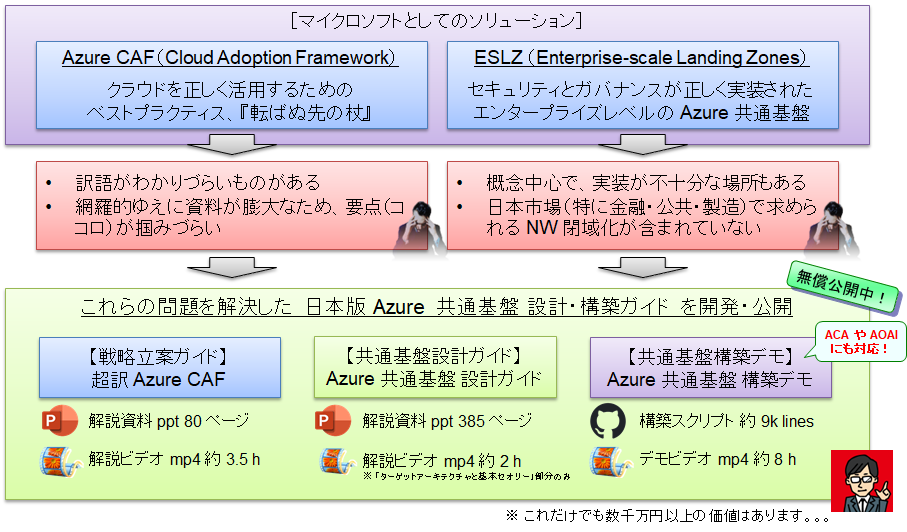 [マイクロソフトとしてのソリューション]
Azure CAF(Cloud Adoption Framework)
クラウドを正しく活用するための
ベストプラクティス、『転ばぬ先の杖』
ESLZ (Enterprise-scale Landing Zones)
セキュリティとガバナンスが正しく実装された
エンタープライズレベルの Azure 共通基盤
• 訳語がわかりづらいものがある
• 網羅的ゆえに資料が膨大なため、要点(コ
コロ)が掴みづらい
• 概念中心で、実装が不十分な場所もある
• 日本市場(特に金融・公共・製造)で求めら
れる NW 閉域化が含まれていない
無償公開中!
これらの問題を解決した 日本版 Azure 共通基盤 設計・構築ガイド を開発・公開
ACA や AOAI
にも対応!
【戦略立案ガイド】
超訳 Azure CAF
解説資料 ppt 80 ページ
解説ビデオ mp4 約 3.5 h
【共通基盤設計ガイド】
Azure 共通基盤 設計ガイド
解説資料 ppt 385 ページ
解説ビデオ mp4 約 2 h
※ 「ターゲットアーキテクチャと基本セオリー」部分のみ
【共通基盤構築デモ】
Azure 共通基盤 構築デモ
構築スクリプト 約 9k lines
デモビデオ mp4 約 8 h
※ これだけでも数千万円以上の価値はあります。。。